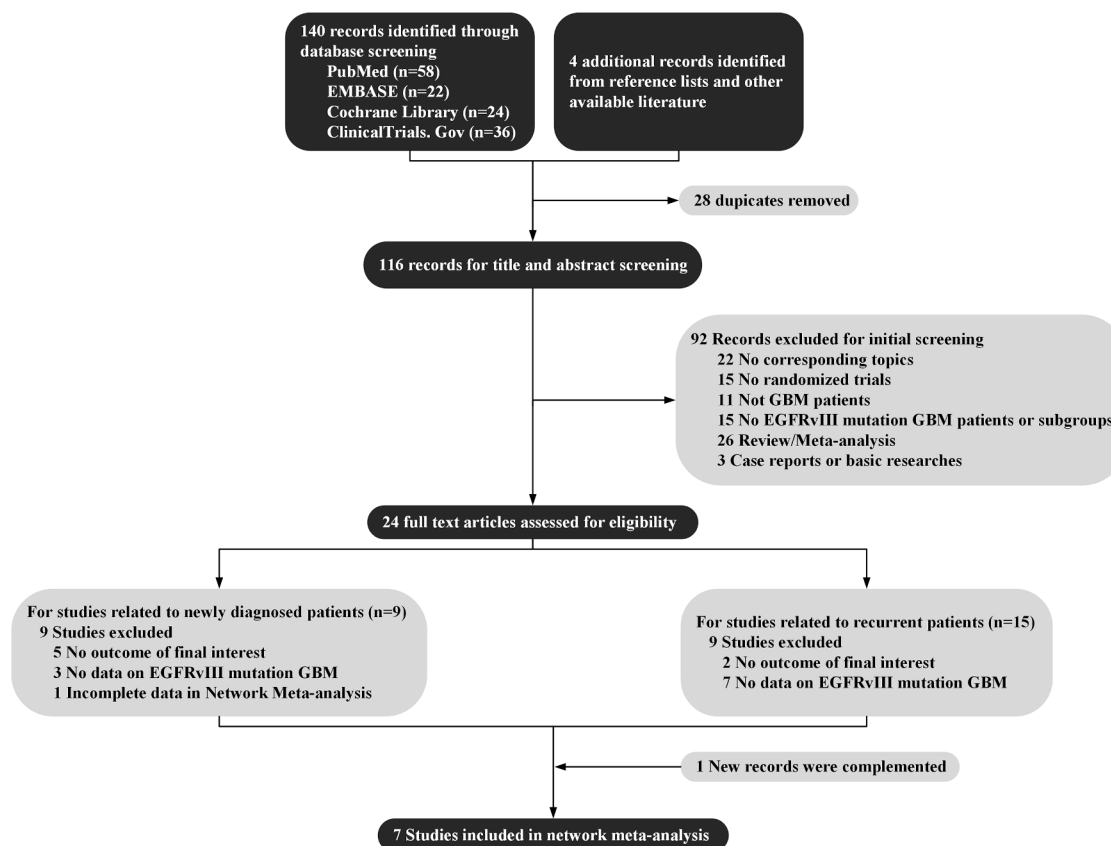 140 records identified through
database screening
PubMed (n=58)
EMBASE (n=22)
Cochrane Library (n=24)
ClinicalTrials. Gov (n=36)
4 additional records identified
from reference lists and other
available literature
28 dupicates removed
116 records for title and abstract screening
92 Records excluded for initial screening
22 No corresponding topics
15 No randomized trials
11 Not GBM patients
15 No EGFRvIII mutation GBM patients or subgroups
26 Review/Meta-analysis
3 Case reports or basic researches
24 full text articles assessed for eligibility
For studies related to newly diagnosed patients (n=9)
9 Studies excluded
5 No outcome of final interest
3 No data on EGFRvIII mutation GBM
1 Incomplete data in Network Meta-analysis
For studies related to recurrent patients (n=15)
9 Studies excluded
2 No outcome of final interest
7 No data on EGFRvIII mutation GBM
1 New records were complemented
7 Studies included in network meta-analysis